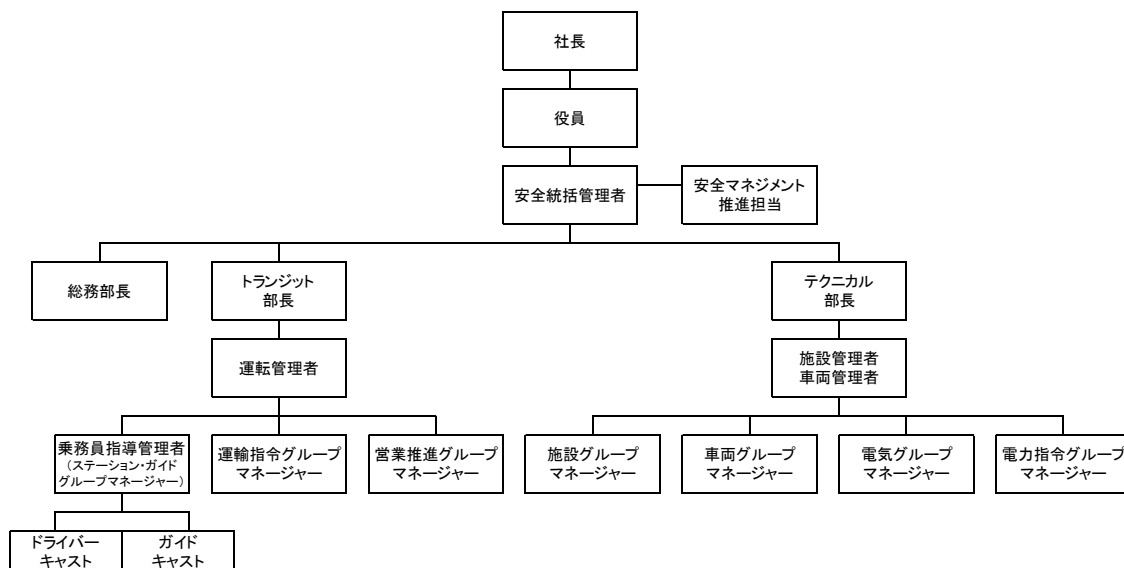 社長
役員
安全統括管理者
安全マネジメント
推進担当
総務部長
トランジット
部長
テクニカル
部長
運転管理者
施設管理者
車両管理者
乗務員指導管理者
(ステーション・ガイド
グループマネージャー)
運輸指令グループ
マネージャー
営業推進グループ
マネージャー
施設グループ
マネージャー
車両グループ
マネージャー
電気グループ
マネージャー
電力指令グループ
マネージャー
ドライバー
キャスト
ガイド
キャスト